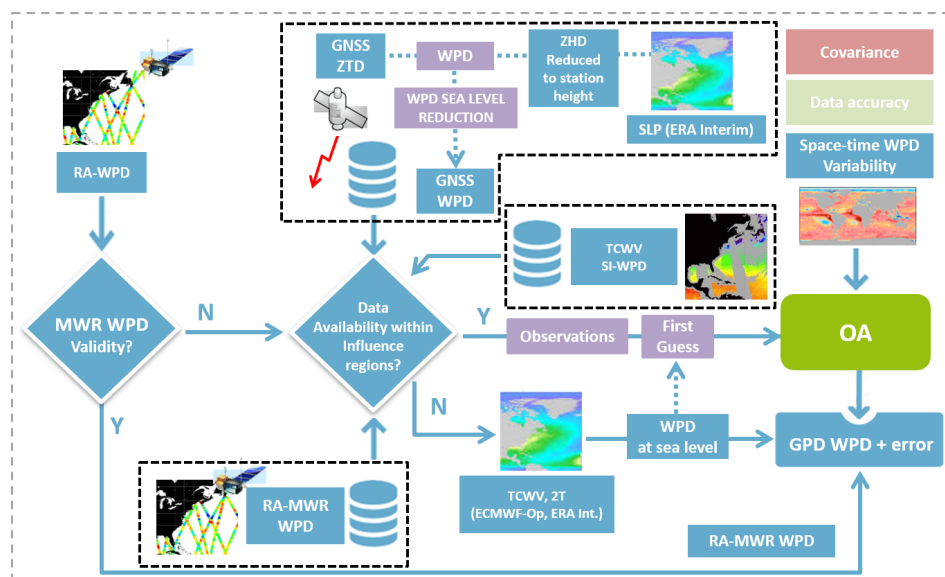 GNSS
ZTD
WPD
ZHD
Reduced
to station
height
WPD SEA LEVEL
REDUCTION
SLP (ERA Interim)
GNSS
WPD
Covariance
Data accuracy
Space-time WPD
Variability
RA-WPD
TCWV
SI-WPD
MWR WPD
Validity?
N
Data
Availability within
Influence
regions?
Y
Observations
First
Guess
OA
Y
N
WPD
at sea level
GPD WPD + error
TCWV, 2T
(ECMWF-Op, ERA Int.)
RA-MWR
WPD
RA-MWR WPD